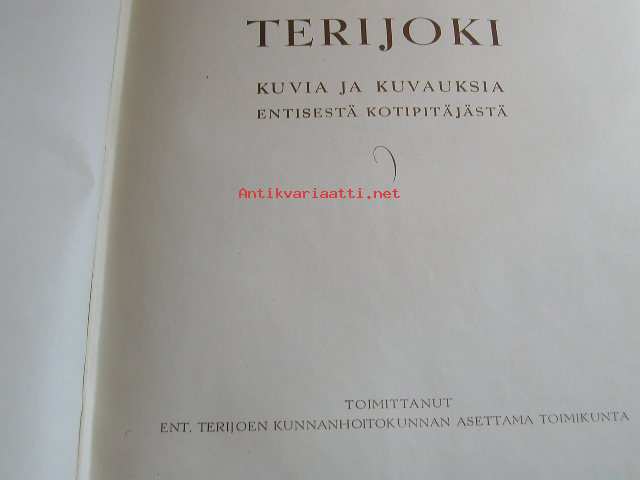 TERIJOKI
KUVIA JA KUVAUKSIA
ENTISESTÄ KOTIPITÄJÄSTÄ
Antikvariaatti.net
TOIMITTANUT
ENT. TERIJOEN KUNNANHOITOKUNNAN ASETTAMA TOIMIKUNTA